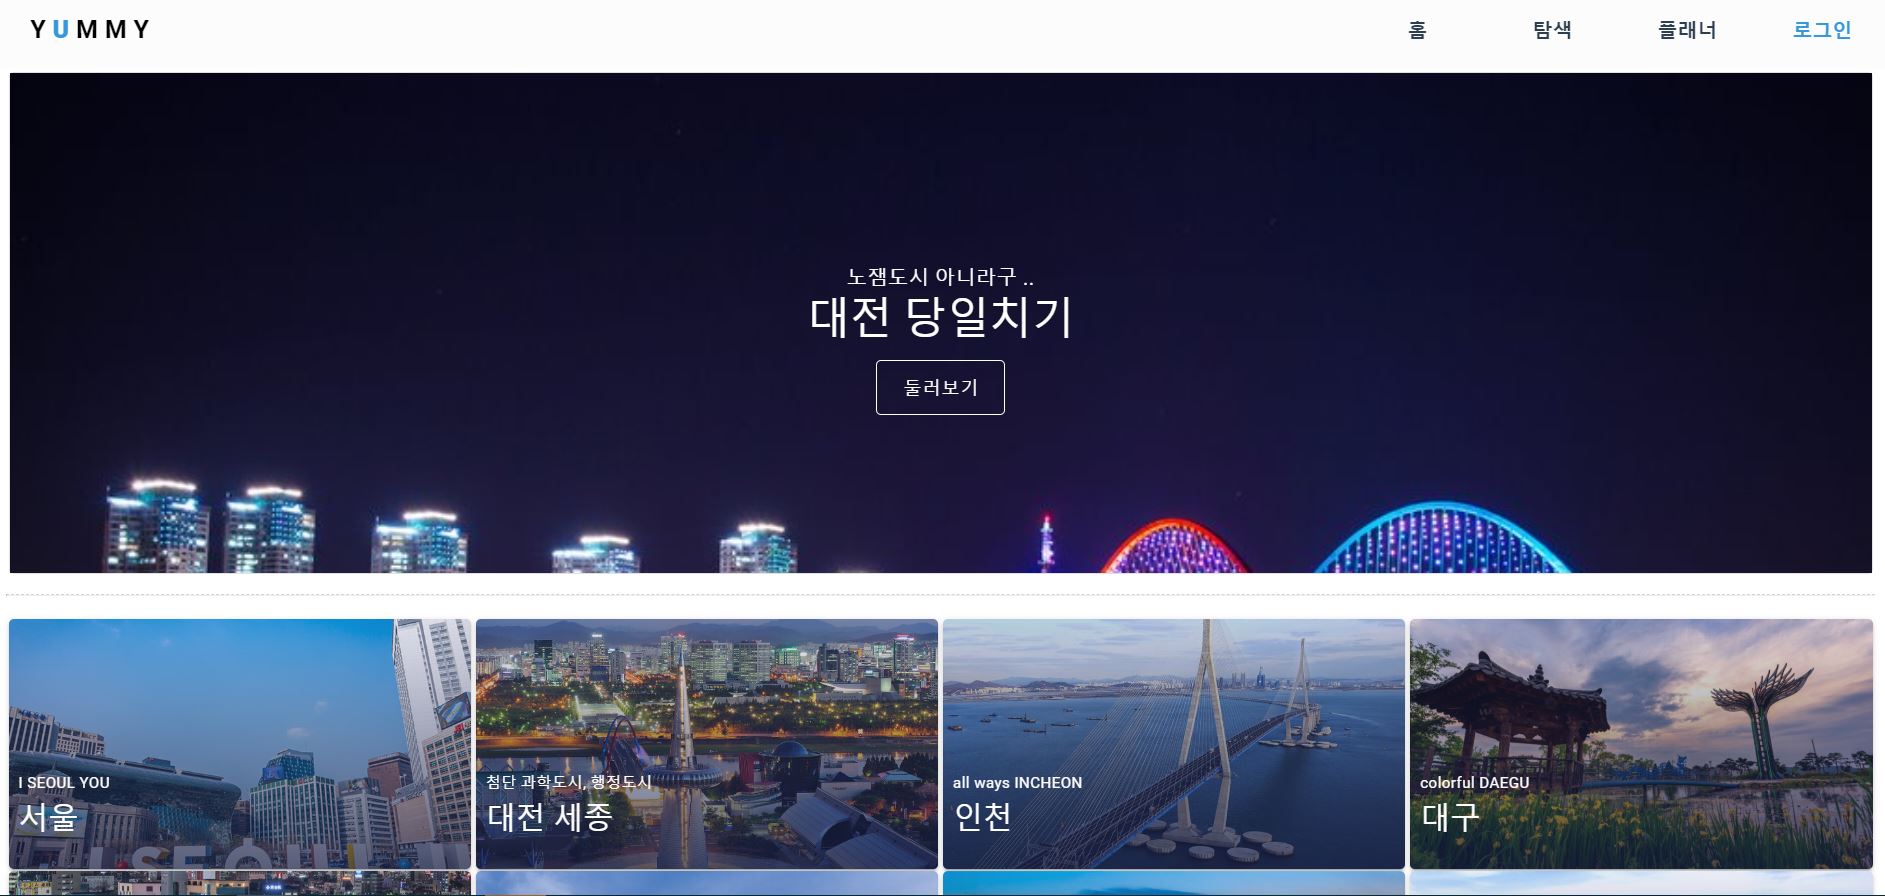 YUMMY
홈 탐색 플래너 로그인
노잼도시 아니라구 ..
대전 당일치기
둘러보기
I SEOUL YOU
서울
첨단 과학도시, 행정도시
대전 세종
all ways INCHEON
인천
colorful DAEGU
대구
I SEOUL U